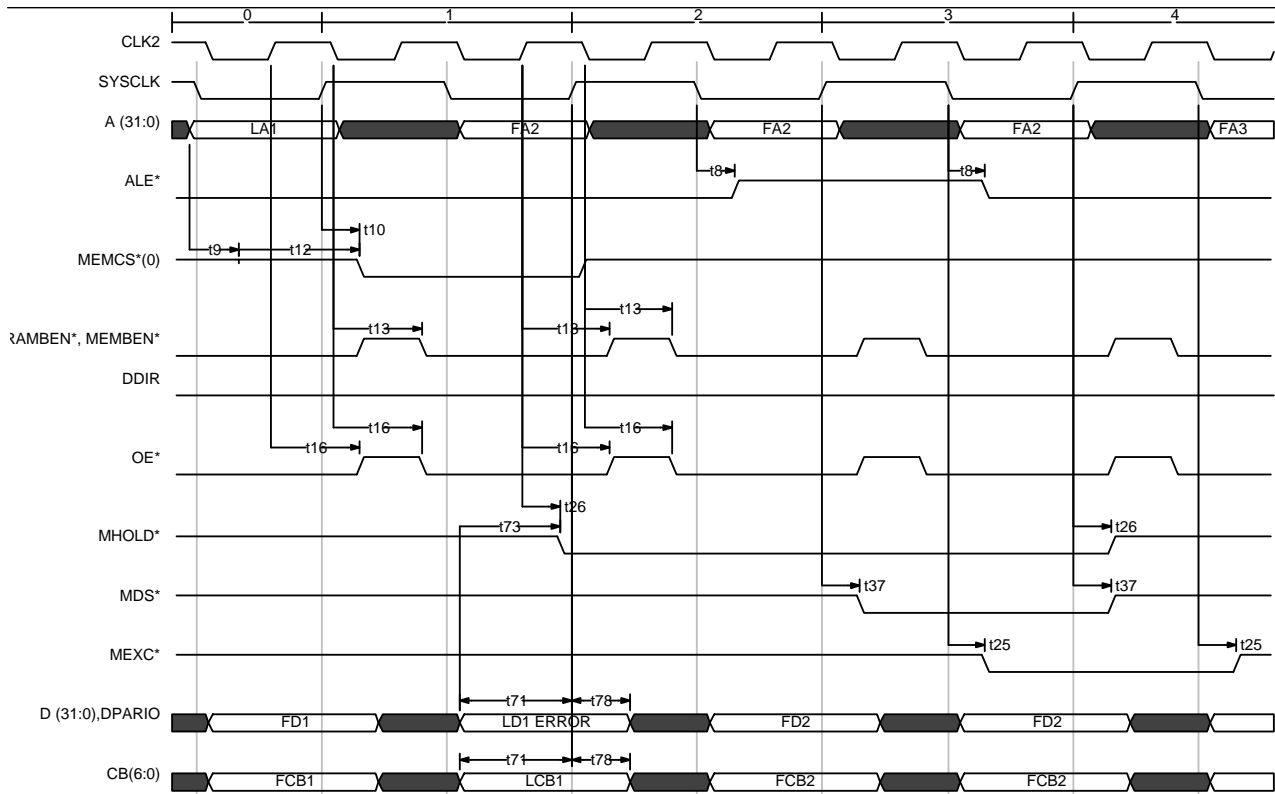 0 1 2 3 4
CLK2
SYSCLK
A (31:0) LA1 FA2 FA2 FA2 FA3
t8 t8
ALE*
t10
t9 t12
MEMCS*(0)
t13
t13 t13
RAMBEN*, MEMBEN*
DDIR
t16 t16
t16 t16
OE*
t26
t73 t26
MHOLD*
t37 t37
MDS*
t25 t25
MEXC*
t71 t78
D (31:0),DPARIO FD1 LD1 ERROR FD2 FD2
t71 t78
CB(6:0) FCB1 LCB1 FCB2 FCB2